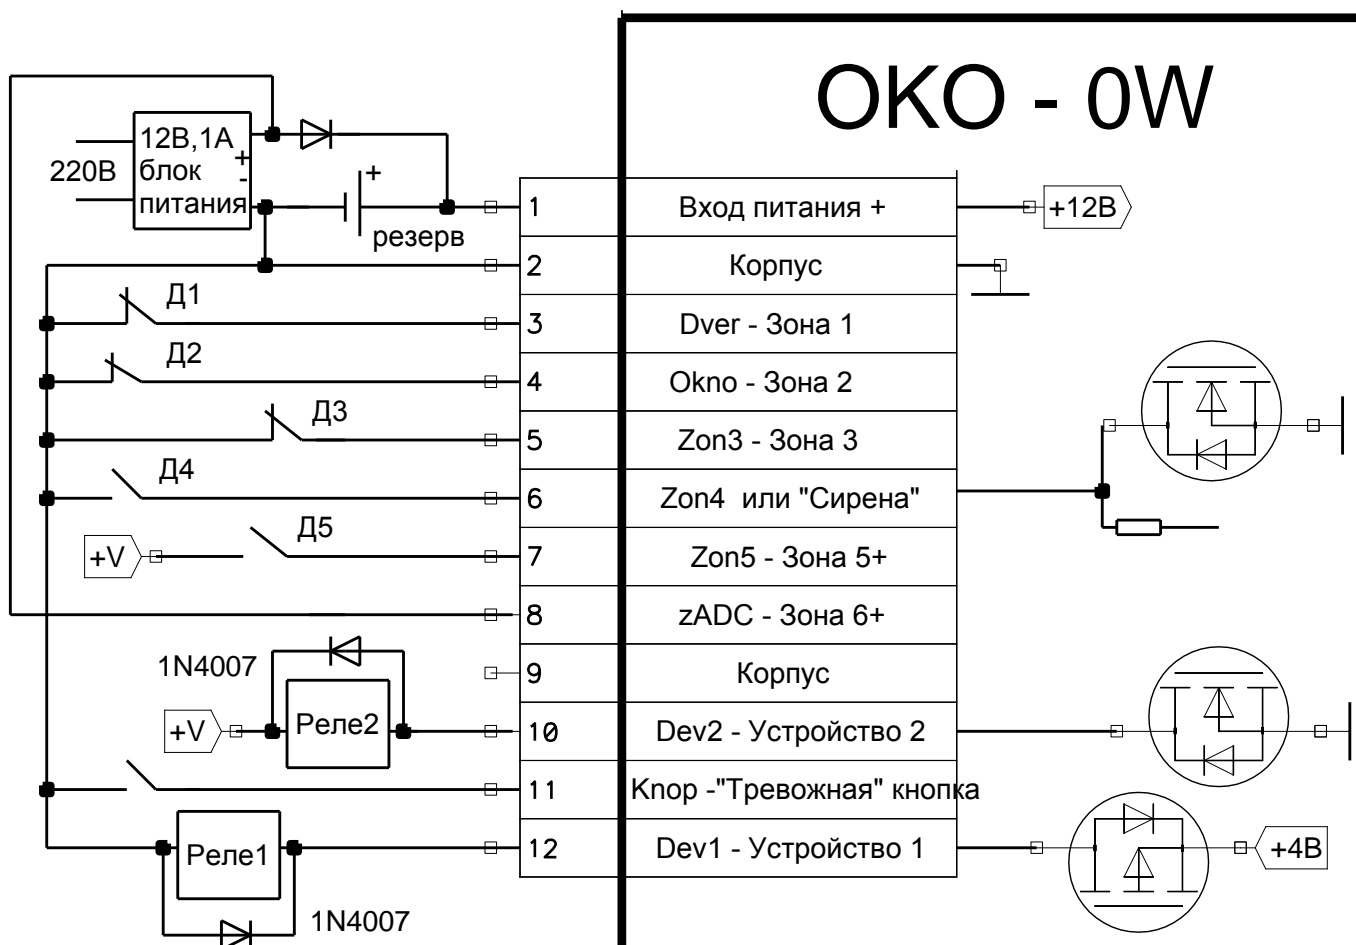 OKO - 0W
12В,1А
+
220В
блок
-
питания
+
резерв
1
Вход питания +
+12В
2
Корпус
Д1
3
Dver - Зона 1
Д2
4
Okno - Зона 2
Д3
5
Zon3 - Зона 3
Д4
6
Zon4 или "Сирена"
Д5
+V
7
Zon5 - Зона 5+
8
zADC - Зона 6+
1N4007
9
Корпус
+V
Реле2
10
Dev2 - Устройство 2
11
Knop -"Тревожная" кнопка
Реле1
12
Dev1 - Устройство 1
+4В
1N4007